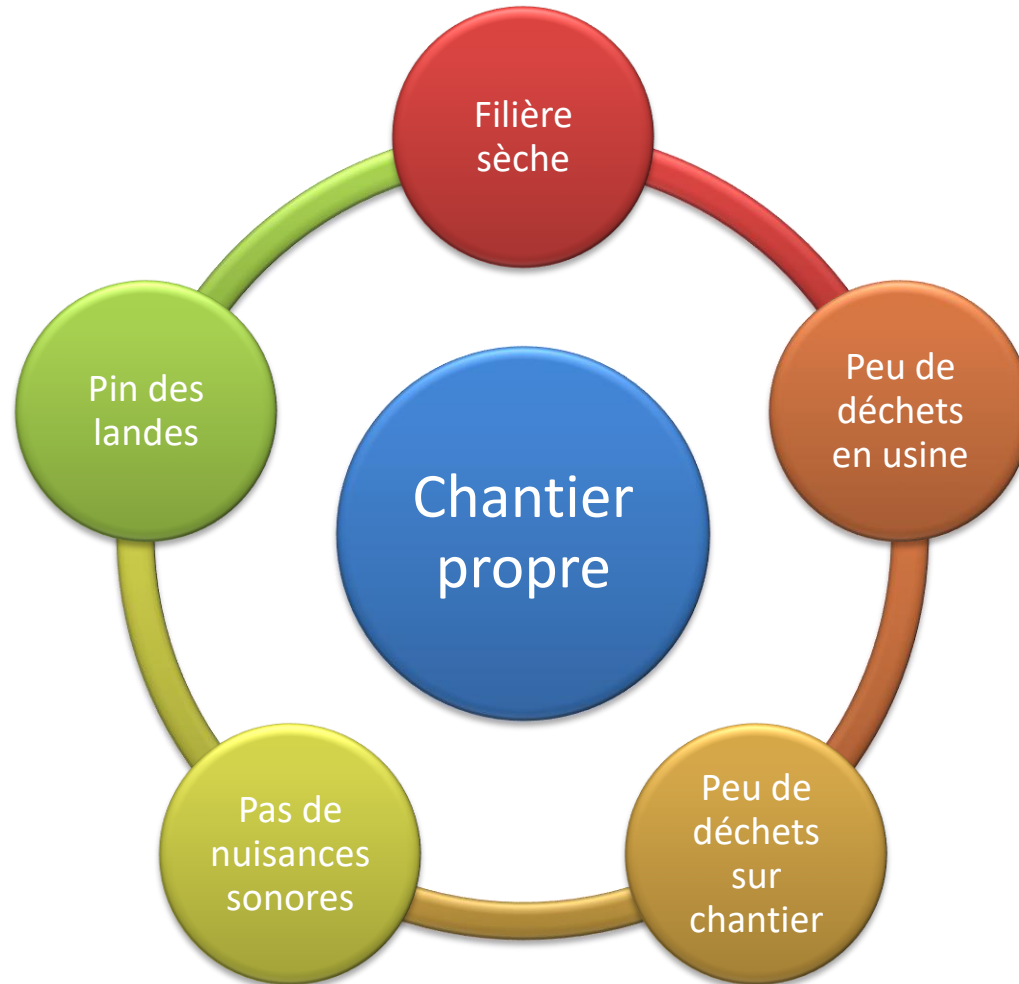 Filière
sèche
Peu de
déchets
en usine
Peu de
déchets
sur
chantier
Pas de
nuisances
sonores
Pin des
landes
Chantier
propre